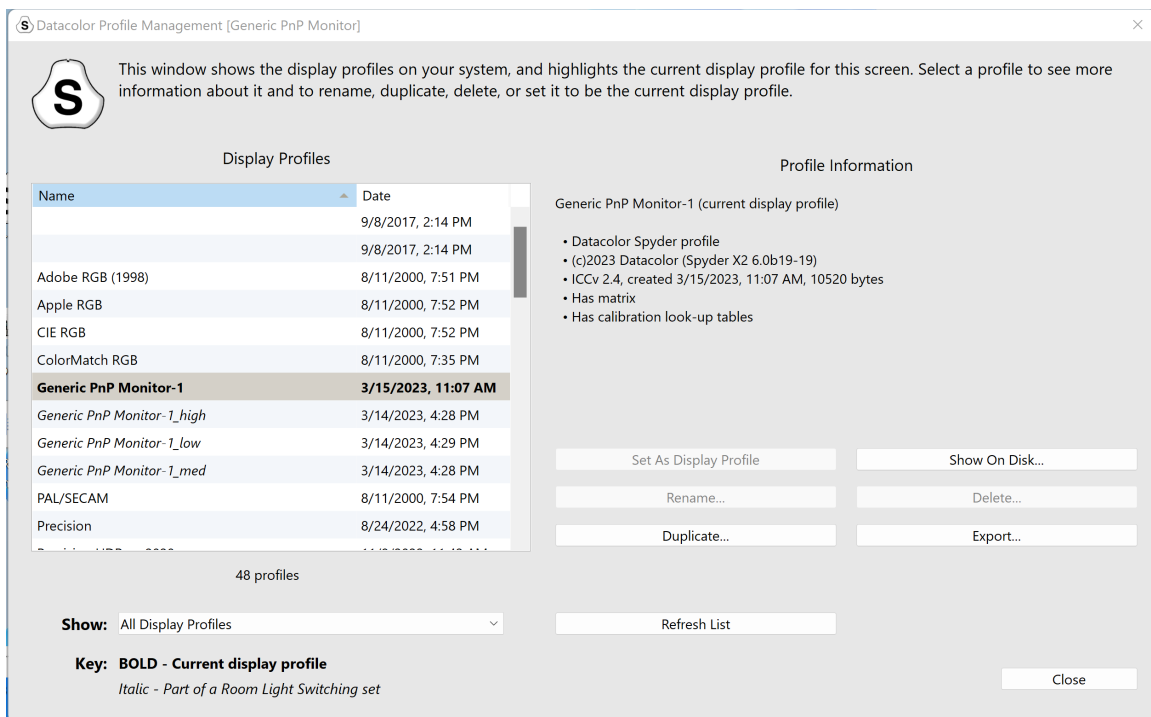 Datacolor Profile Management [Generic PnP Monitor]
S
This window shows the display profiles on your system, and highlights the current display profile for this screen. Select a profile to see more
information about it and to rename, duplicate, delete, or set it to be the current display profile.
Display Profiles
Name Date
9/8/2017, 2:14 PM
9/8/2017, 2:14 PM
Adobe RGB (1998) 8/11/2000, 7:51 PM
Apple RGB 8/11/2000, 7:52 PM
CIE RGB 8/11/2000, 7:52 PM
ColorMatch RGB 8/11/2000, 7:35 PM
Generic PnP Monitor-1 3/15/2023, 11:07 AM
Generic PnP Monitor-1_high 3/14/2023, 4:28 PM
Generic PnP Monitor-1_low 3/14/2023, 4:29 PM
Generic PnP Monitor-1_med 3/14/2023, 4:28 PM
PAL/SECAM 8/11/2000, 7:54 PM
Precision 8/24/2022, 4:58 PM
48 profiles
Show: All Display Profiles
Key: BOLD - Current display profile
Italic - Part of a Room Light Switching set
Profile Information
Generic PnP Monitor-1 (current display profile)
• Datacolor Spyder profile
• (c)2023 Datacolor (Spyder X2 6.0b19-19)
• ICCv 2.4, created 3/15/2023, 11:07 AM, 10520 bytes
• Has matrix
• Has calibration look-up tables
Set As Display Profile Show On Disk...
Rename... Delete...
Duplicate... Export...
Refresh List
Close